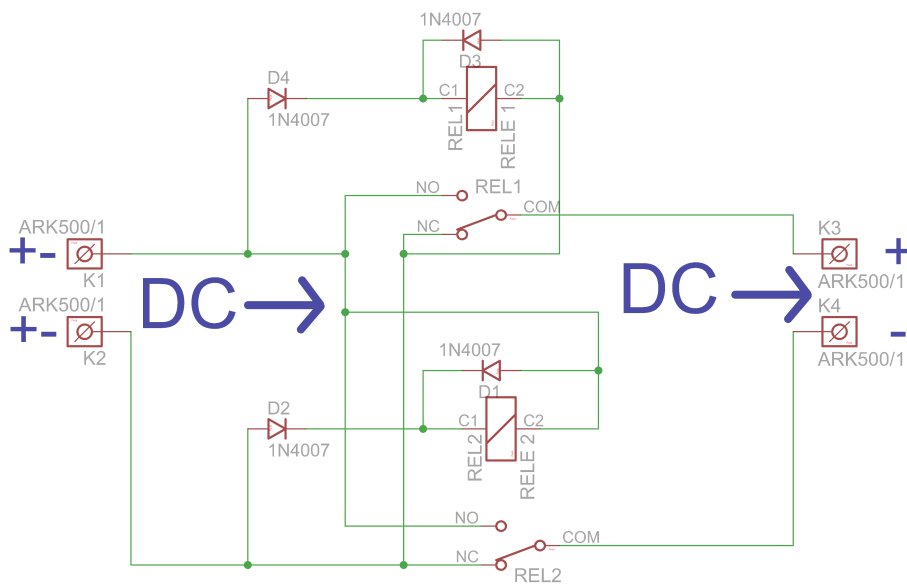 1N4007
D3
D4
1N4007
C1
C2
REL1
RELE 1
NO
REL1
NC
COM
ARK500/1
+-
K1
K3
+
ARK500/1
DC
DC
ARK500/1
+-
K2
K4
-
ARK500/1
1N4007
D1
D2
1N4007
C1
C2
REL2
RELE 2
NO
NC
COM
REL2